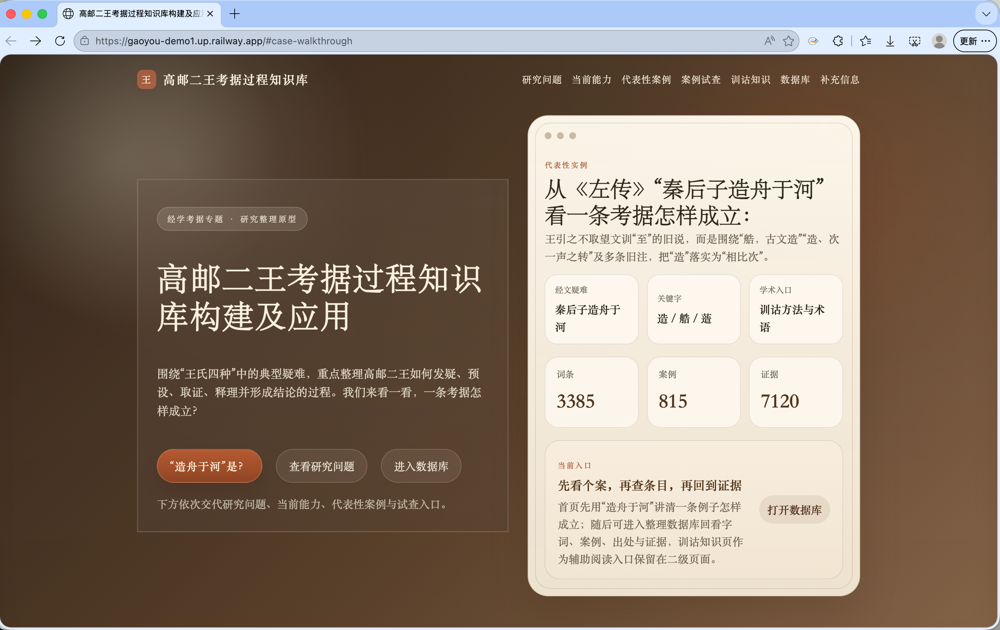 高邮二王考据过程知识库构建及应
https://gaoyou-demo1.up.railway.app/#case-walkthrough
更新
王 高邮二王考据过程知识库
研究问题 当前能力 代表性案例 案例试查 训诂知识 数据库 补充信息
经学考据专题 · 研究整理原型
高邮二王考据过程知识
库构建及应用
围绕“王氏四种”中的典型疑难，重点整理高邮二王如何发疑、预
设、取证、释理并形成结论的过程。我们来看一看，一条考据怎
样成立？
“造舟于河”是？ 查看研究问题 进入数据库
下方依次交代研究问题、当前能力、代表性案例与试查入口。
代表性实例
从《左传》“秦后子造舟于河”
看一条考据怎样成立：
王引之不取望文训“至”的旧说，而是围绕“艁，古文造”“造、次
一声之转”及多条旧注，把“造”落实为“相比次”。
经文疑难
秦后子造舟于
河
关键字
造 / 艁 / 蓝
学术入口
训诂方法与术
语
词条
3385
案例
815
证据
7120
当前入口
先看个案，再查条目，再回到证据
首页先用“造舟于河”讲清一条例子怎样
成立；随后可进入整理数据库回看字
词、案例、出处与证据，训诂知识页作
为辅助阅读入口保留在二级页面。
打开数据库